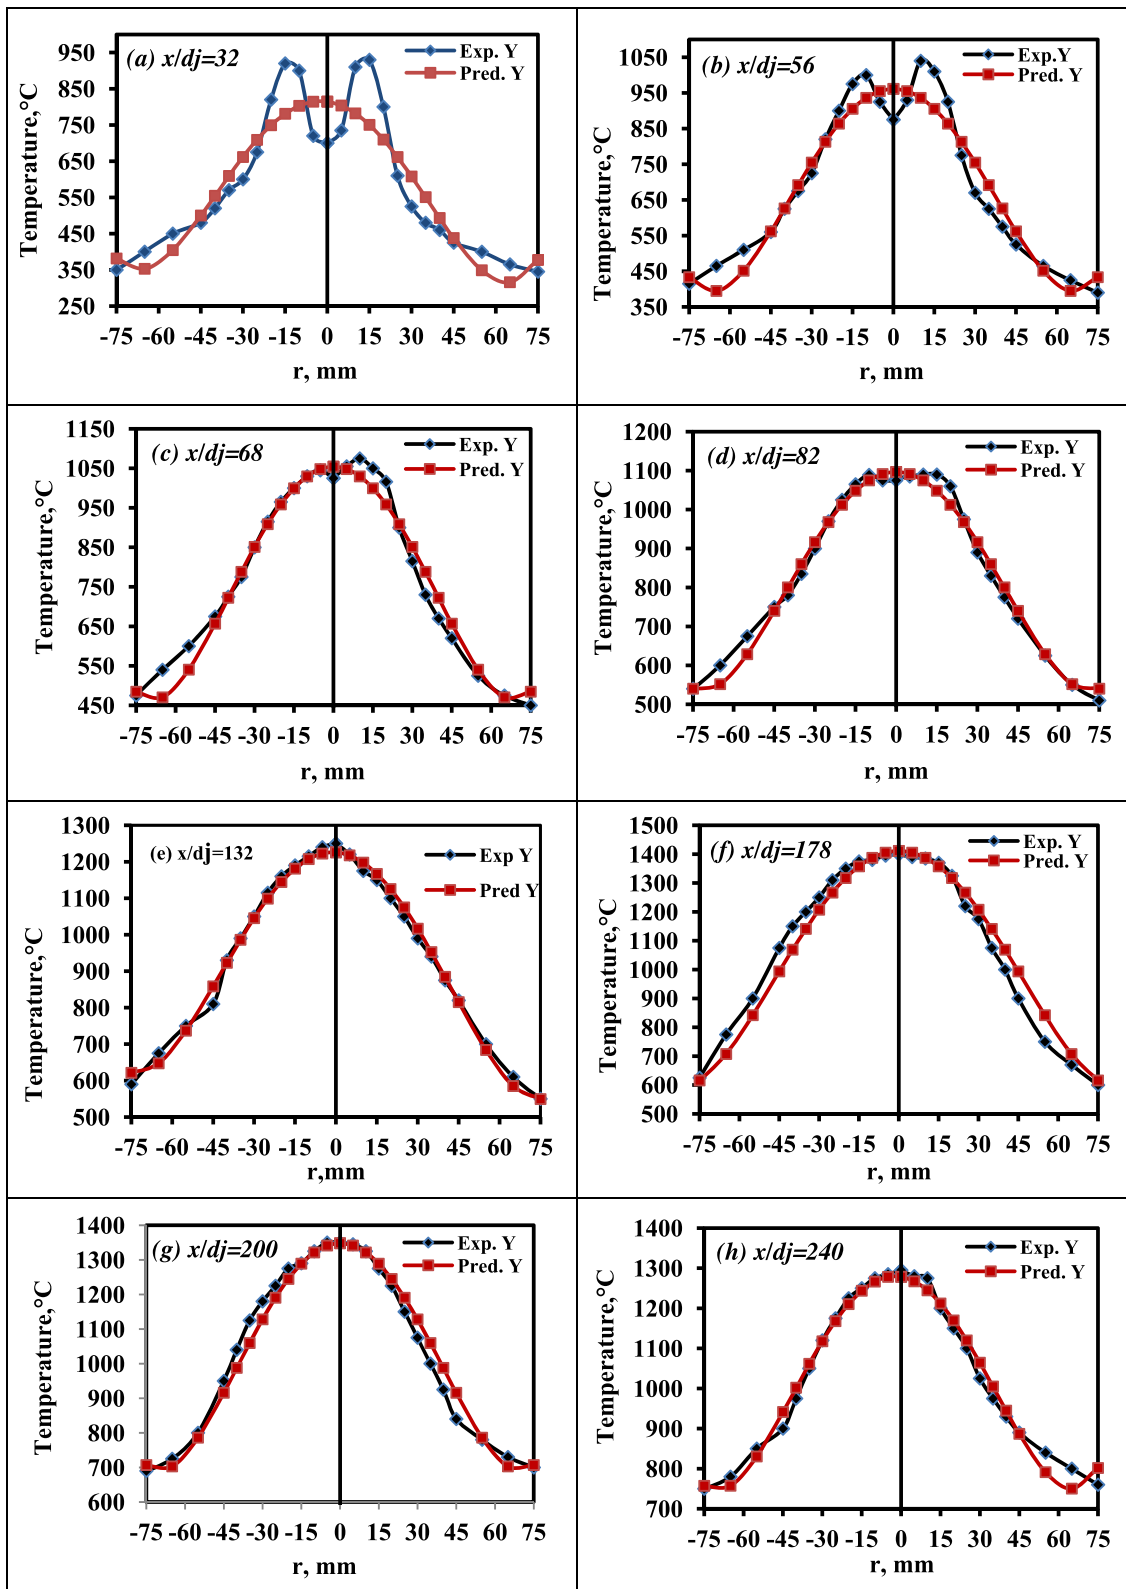 (a) x/dj=32
Exp. Y
Pred. Y
Temperature,°C
950
850
750
650
550
450
350
250
-75 -60 -45 -30 -15 0 15 30 45 60 75
r, mm
(b) x/dj=56
Exp.Y
Pred. Y
Temperature,°C
1050
950
850
750
650
550
450
350
-75 -60 -45 -30 -15 0 15 30 45 60 75
r, mm
(c) x/dj=68
Exp. Y
Pred. Y
Temperature,°C
1150
1050
950
850
750
650
550
450
-75 -60 -45 -30 -15 0 15 30 45 60 75
r, mm
(d) x/dj=82
Exp. Y
Pred. Y
Temperature,°C
1200
1100
1000
900
800
700
600
500
-75 -60 -45 -30 -15 0 15 30 45 60 75
r, mm
(e) x/dj=132
Exp Y
Pred Y
Temperature,°C
1300
1200
1100
1000
900
800
700
600
500
-75 -60 -45 -30 -15 0 15 30 45 60 75
r,mm
(f) x/dj=178
Exp. Y
Pred. Y
Temperature,°C
1500
1400
1300
1200
1100
1000
900
800
700
600
500
-75 -60 -45 -30 -15 0 15 30 45 60 75
r, mm
(g) x/dj=200
Exp. Y
Pred. Y
Temperature,°C
1400
1300
1200
1100
1000
900
800
700
600
-75 -60 -45 -30 -15 0 15 30 45 60 75
r, mm
(h) x/dj=240
Exp. Y
Pred. Y
Temperature,°C
1400
1300
1200
1100
1000
900
800
700
-75 -60 -45 -30 -15 0 15 30 45 60 75
r, mm